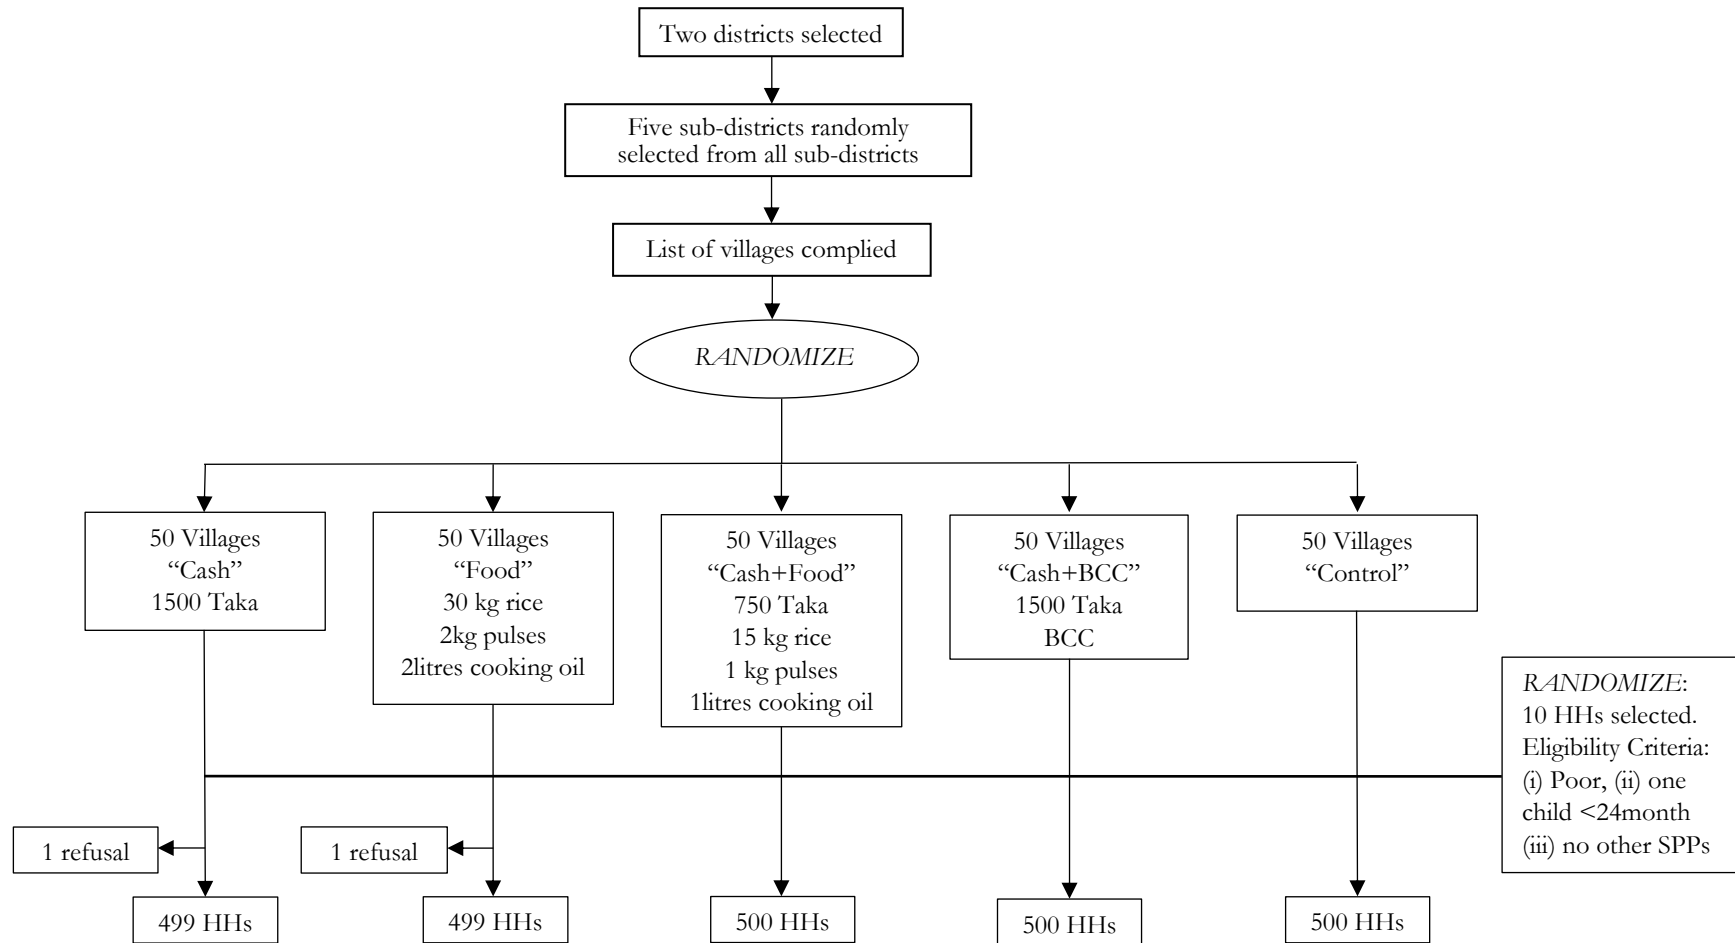 Two districts selected
Five sub-districts randomly
selected from all sub-districts
List of villages complied
RANDOMIZE
50 Villages
“Cash”
1500 Taka
50 Villages
“Food”
30 kg rice
2kg pulses
2litres cooking oil
50 Villages
“Cash+Food”
750 Taka
15 kg rice
1 kg pulses
1litres cooking oil
50 Villages
“Cash+BCC”
1500 Taka
BCC
50 Villages
“Control”
RANDOMIZE:
10 HHs selected.
Eligibility Criteria:
(i) Poor, (ii) one
child <24month
(iii) no other SPPs
1 refusal
1 refusal
499 HHs
499 HHs
500 HHs
500 HHs
500 HHs